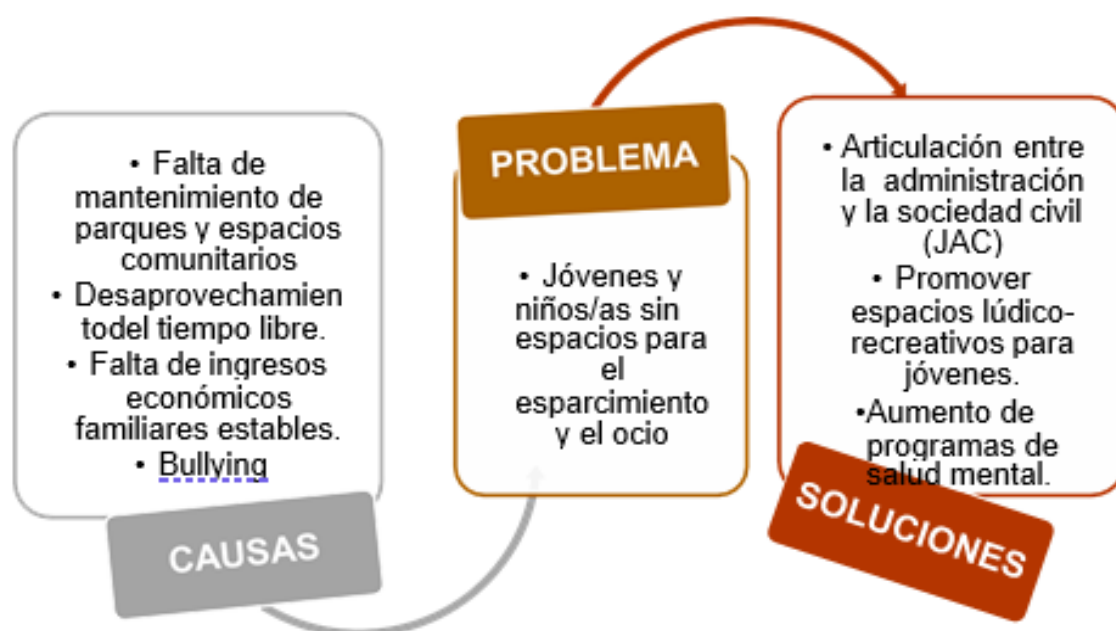 • Falta de
mantenimiento de
parques y espacios
comunitarios
• Desaprovechamien
todel tiempo libre.
• Falta de ingresos
económicos
familiares estables.
• Bullying
CAUSAS
PROBLEMA
• Jóvenes y
niños/as sin
espacios para
el
esparcimiento
y el ocio
• Articulación entre
la administración
y la sociedad civil
(JAC)
• Promover
espacios lúdico-
recreativos para
jóvenes.
•Aumento de
programas de
salud mental.
SOLUCIONES